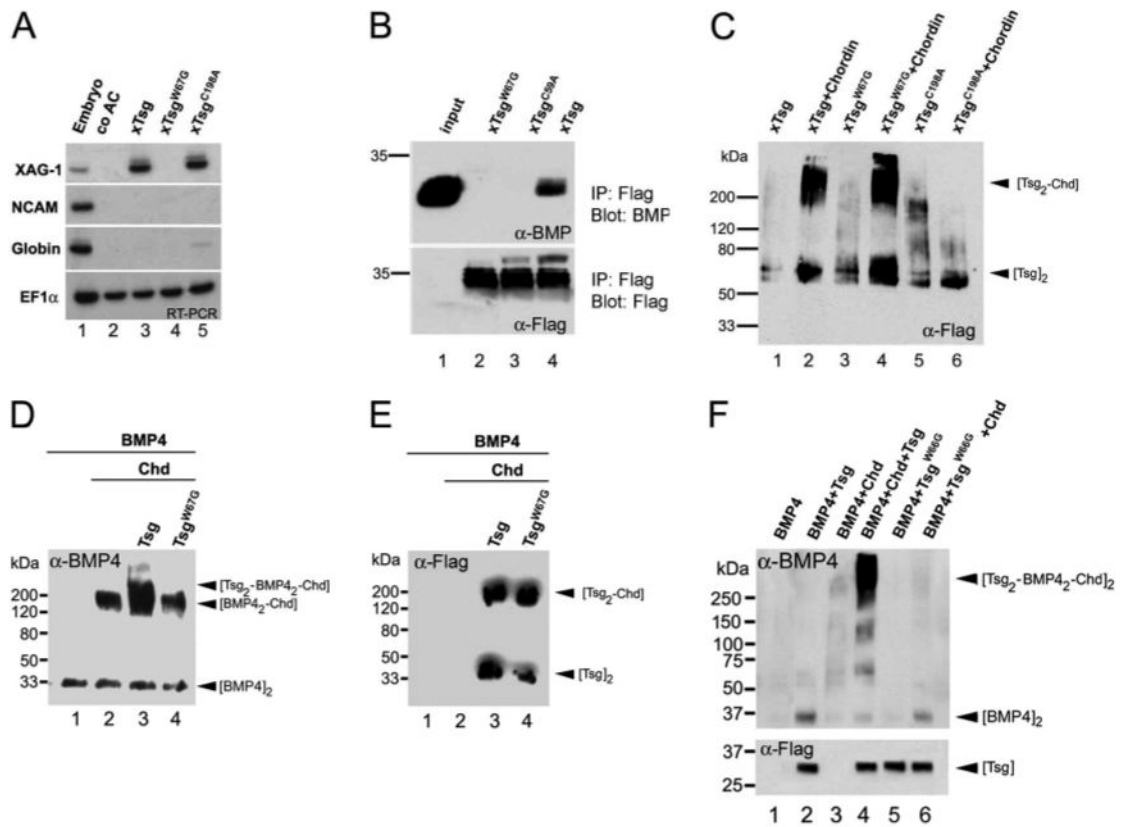 A
Embryo
co AC
xTsg
xTsgW67G
xTsgC198A
XAG-1
NCAM
Globin
EF1α
RT-PCR
1 2 3 4 5
B
input
xTsgW67G
xTsgC59A
xTsg
35
IP: Flag
Blot: BMP
α-BMP
35
IP: Flag
Blot: Flag
α-Flag
1 2 3 4
C
xTsg
xTsg+Chordin
xTsgW67G
xTsgW67G+Chordin
xTsgC198A
xTsgC198A+Chordin
kDa
200
120
80
50
33
[Tsg2-Chd]
[Tsg]2
α-Flag
1 2 3 4 5 6
D
BMP4
Chd
Tsg
TsgW67G
kDa
α-BMP4
200
120
80
50
33
[Tsg2-BMP42-Chd]
[BMP42-Chd]
[BMP4]2
1 2 3 4
E
BMP4
Chd
Tsg
TsgW67G
kDa
α-Flag
200
120
80
50
33
[Tsg2-Chd]
[Tsg]2
1 2 3 4
F
BMP4
BMP4+Tsg
BMP4+Chd
BMP4+Chd+Tsg
BMP4+TsgW66G
BMP4+TsgW66G+Chd
α-BMP4
kDa
250
150
100
75
50
37
[Tsg2-BMP42-Chd]2
[BMP4]2
37
α-Flag
25
[Tsg]
1 2 3 4 5 6